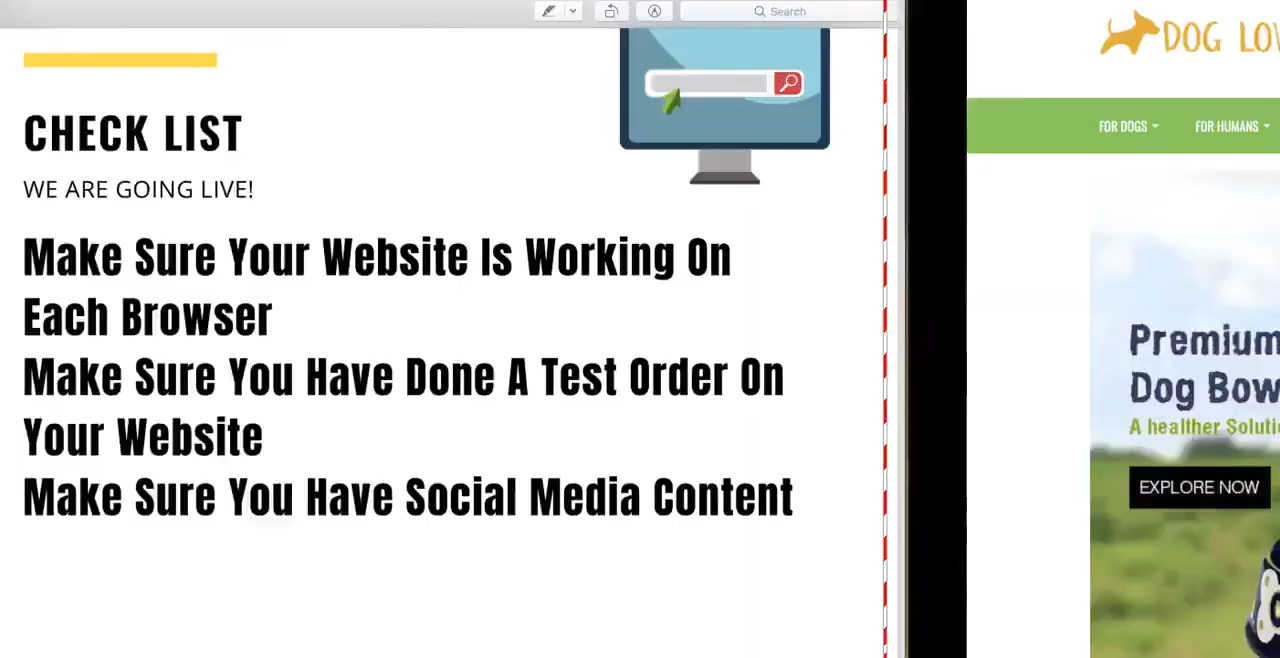 Search
CHECK LIST
WE ARE GOING LIVE!
Make Sure Your Website Is Working On
Each Browser
Make Sure You Have Done A Test Order On
Your Website
Make Sure You Have Social Media Content
DOG LO
FOR DOGS
FOR HUMANS
Premium
Dog Bow
A healther Soluti
EXPLORE NOW